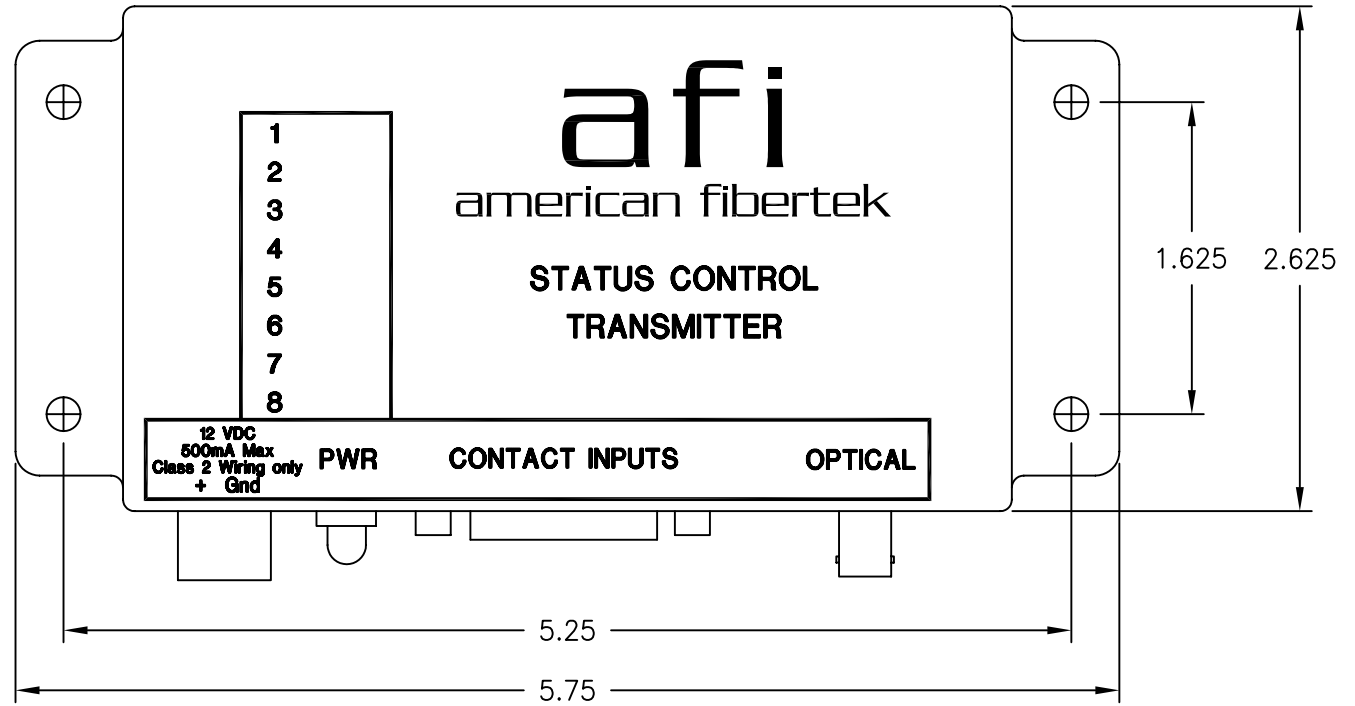 afi
american fibertek
STATUS CONTROL
TRANSMITTER
1
2
3
4
5
6
7
8
12 VDC
500mA Max
Class 2 Wiring only
+ Gnd
PWR
CONTACT INPUTS
OPTICAL
1.625
2.625
5.25
5.75